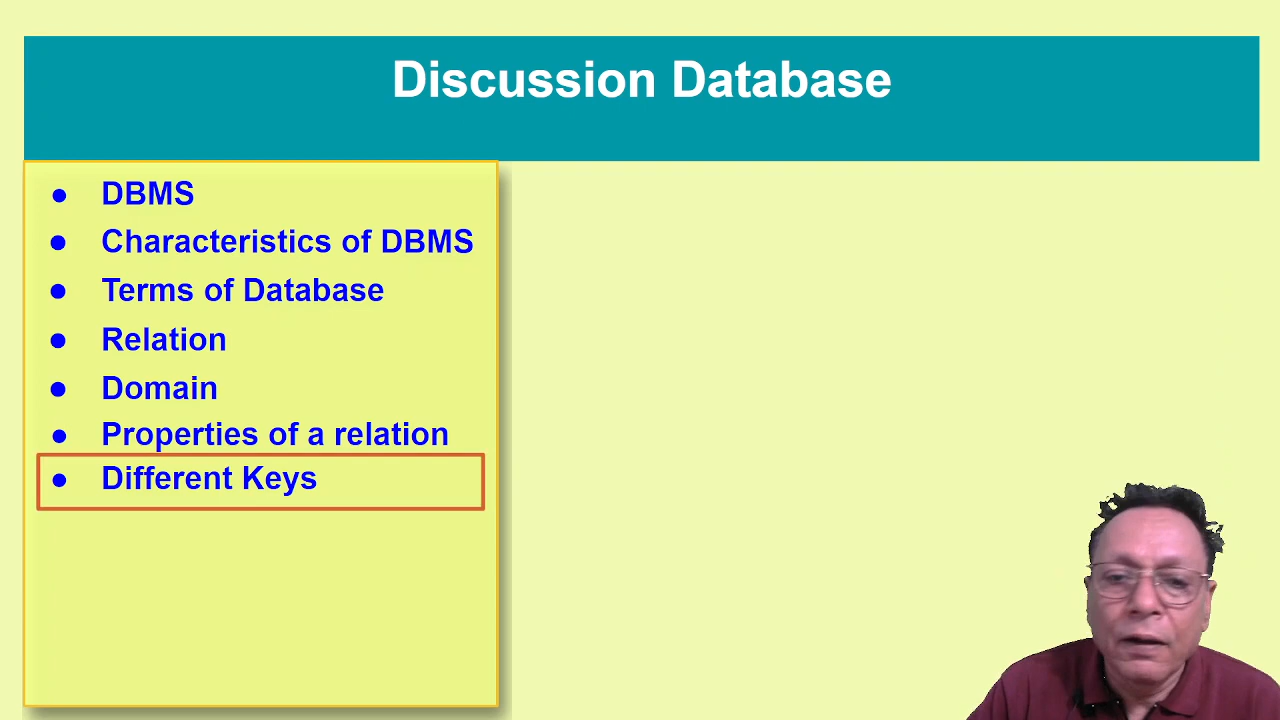 Discussion Database
● DBMS
● Characteristics of DBMS
● Terms of Database
● Relation
● Domain
● Properties of a relation
● Different Keys